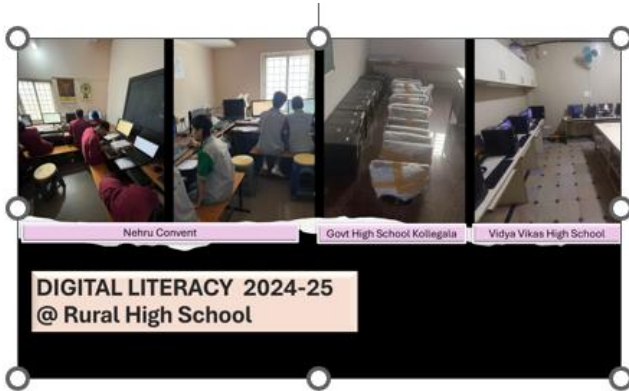 Nehru Convent
Govt High School Kollegala
Vidya Vikas High School
DIGITAL LITERACY 2024-25
@ Rural High School